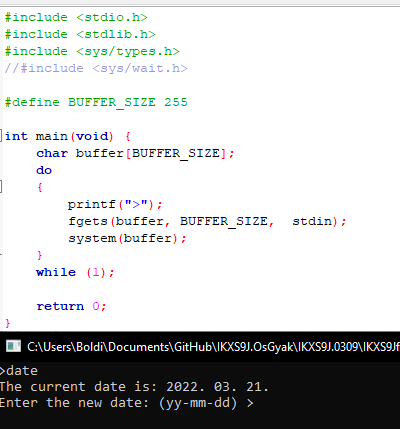 #include <stdio.h>
#include <stdlib.h>
#include <sys/types.h>
//#include <sys/wait.h>

#define BUFFER_SIZE 255

int main(void) {
    char buffer[BUFFER_SIZE];
    do
    {
        printf(">");
        fgets(buffer, BUFFER_SIZE,  stdin);
        system(buffer);
    }
    while (1);

    return 0;
}
C:\Users\Boldi\Documents\GitHub\IKXS9J.OsGyak\IKXS9J.0309\IKXS9Jf
>date
The current date is: 2022. 03. 21.
Enter the new date: (yy-mm-dd) >